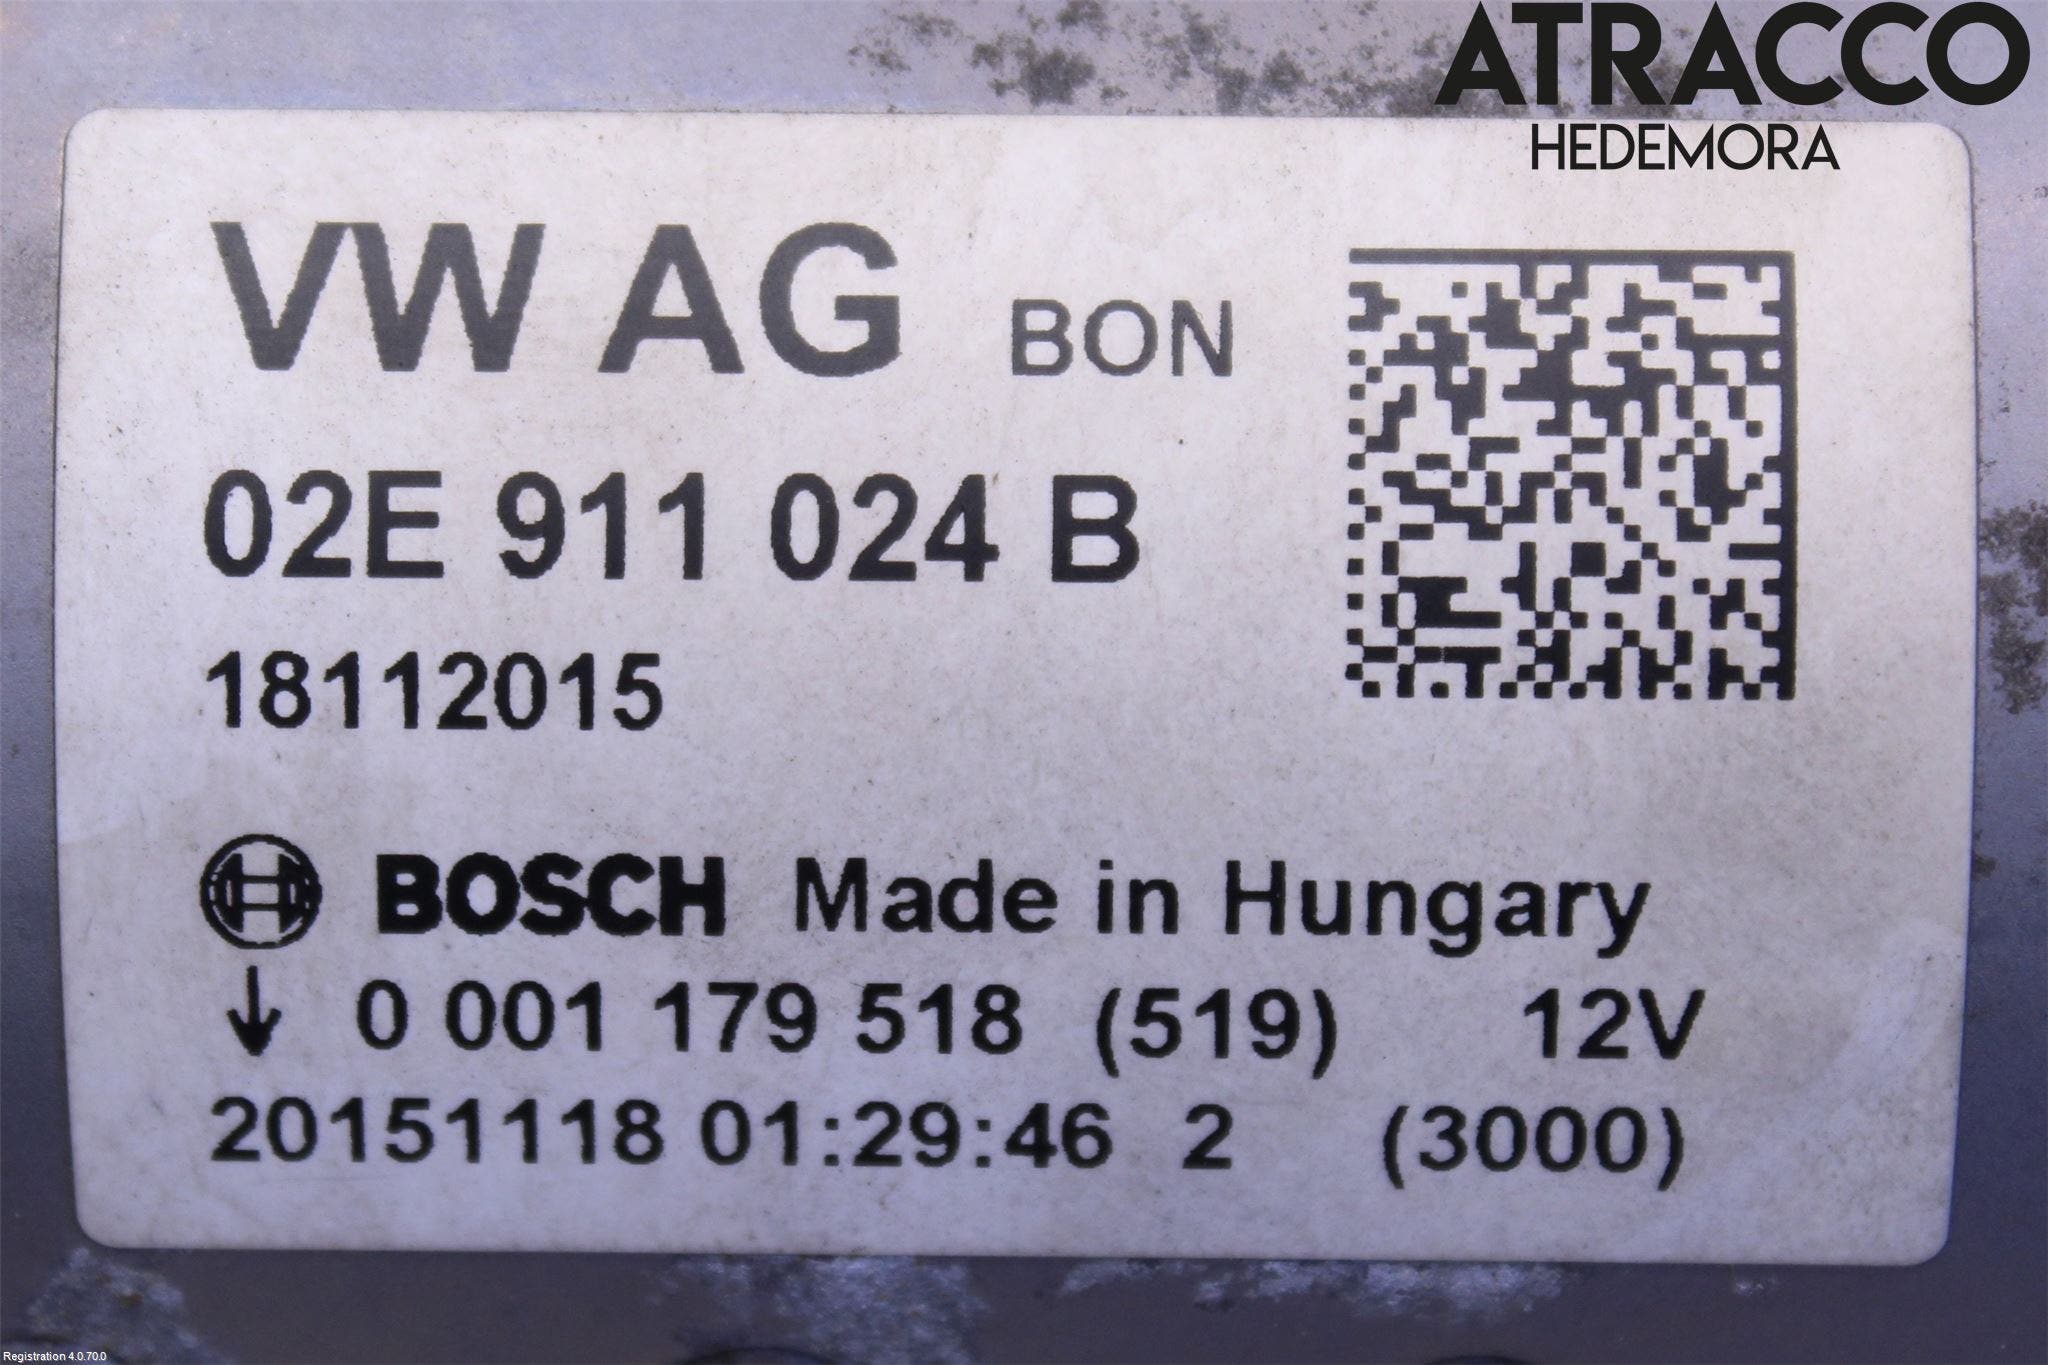 ATRACCO
HEDEMORA
VW AG BON
02E 911 024 B
18112015
BOSCH Made in Hungary
↓ 0 001 179 518 (519) 12V
20151118 01:29:46 2 (3000)
Registration 4.0.70.0